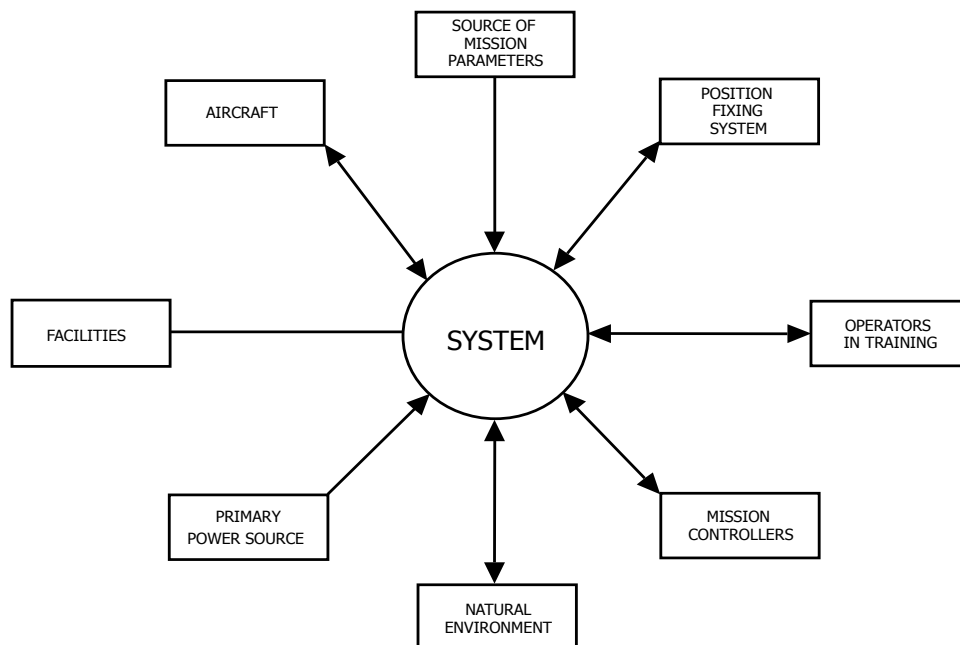 SOURCE OF
MISSION
PARAMETERS
AIRCRAFT
POSITION
FIXING
SYSTEM
FACILITIES
SYSTEM
OPERATORS
IN TRAINING
PRIMARY
POWER SOURCE
MISSION
CONTROLLERS
NATURAL
ENVIRONMENT